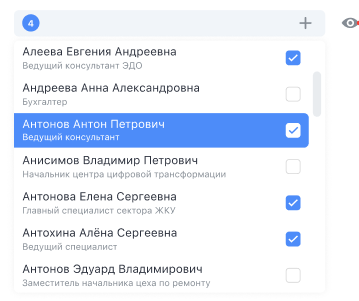 4
Алеева Евгения Андреевна
Ведущий консультант ЭДО
Андреева Анна Александровна
Бухгалтер
Антонов Антон Петрович
Ведущий консультант
Анисимов Владимир Петрович
Начальник центра цифровой трансформации
Антонова Елена Сергеевна
Главный специалист сектора ЖКУ
Антохина Алёна Сергеевна
Ведущий специалист
Антонов Эдуард Владимирович
Заместитель начальника цеха по ремонту